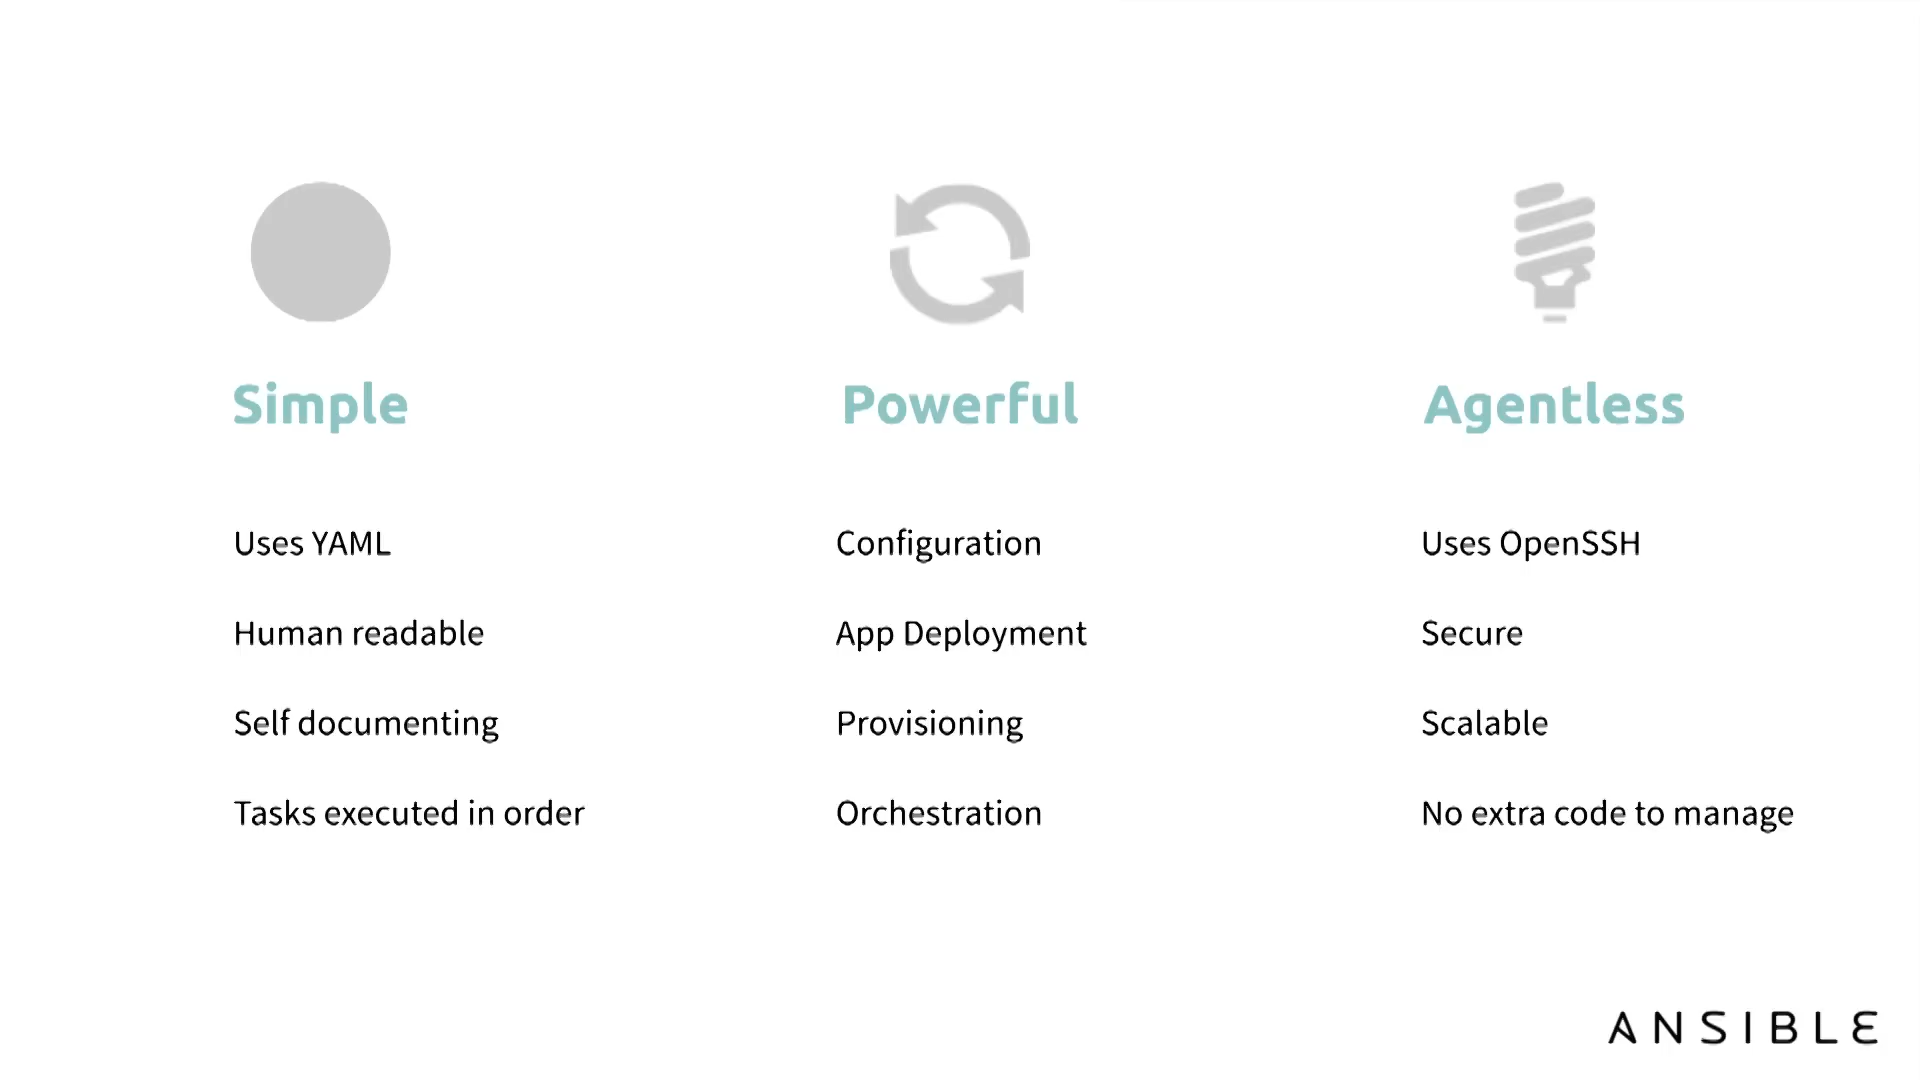 Simple
Uses YAML
Human readable
Self documenting
Tasks executed in order
Powerful
Configuration
App Deployment
Provisioning
Orchestration
Agentless
Uses OpenSSH
Secure
Scalable
No extra code to manage
ANSIBLE